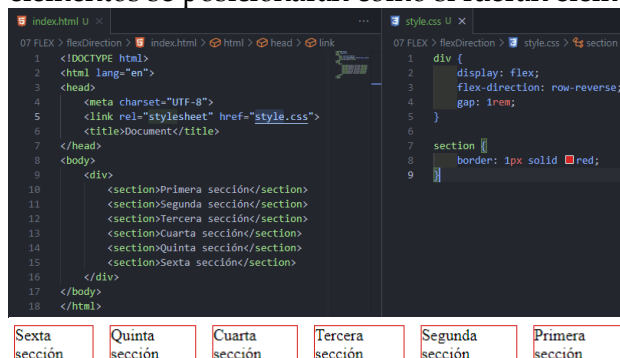 elementos se posicionarán como si fueran elem
index.html U ×
07 FLEX > flexDirection > index.html > html > head > link
1 <!DOCTYPE html>
2 <html lang="en">
3 <head>
4 <meta charset="UTF-8">
5 <link rel="stylesheet" href="style.css">
6 <title>Document</title>
7 </head>
8 <body>
9 <div>
10 <section>Primera sección</section>
11 <section>Segunda sección</section>
12 <section>Tercera sección</section>
13 <section>Cuarta sección</section>
14 <section>Quinta sección</section>
15 <section>Sexta sección</section>
16 </div>
17 </body>
18 </html>
style.css U ×
07 FLEX > flexDirection > style.css > section
1 div {
2 display: flex;
3 flex-direction: row-reverse;
4 gap: 1rem;
5 }
6
7 section {
8 border: 1px solid red;
9 }
Sexta sección
Quinta sección
Cuarta sección
Tercera sección
Segunda sección
Primera sección